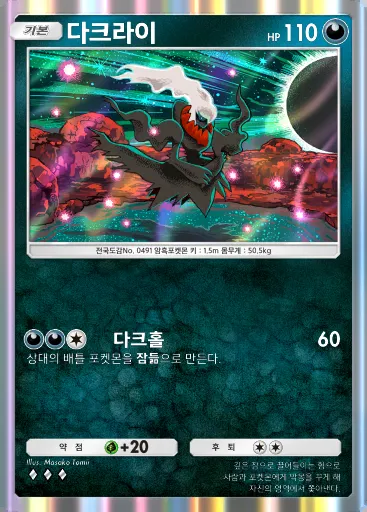 기본 다크라이 HP 110
전국도감No. 0491 암흑포켓몬 키 : 1.5m 몸무게 : 50.5kg
다크홀 60
상대의 배틀 포켓몬을 잠듦으로 만든다.
약점 +20 후퇴
Illus. Masako Tomii
깊은 잠으로 끌어들이는 힘으로
사람과 포켓몬에게 악몽을 꾸게 해
자신의 영역에서 쫓아낸다.